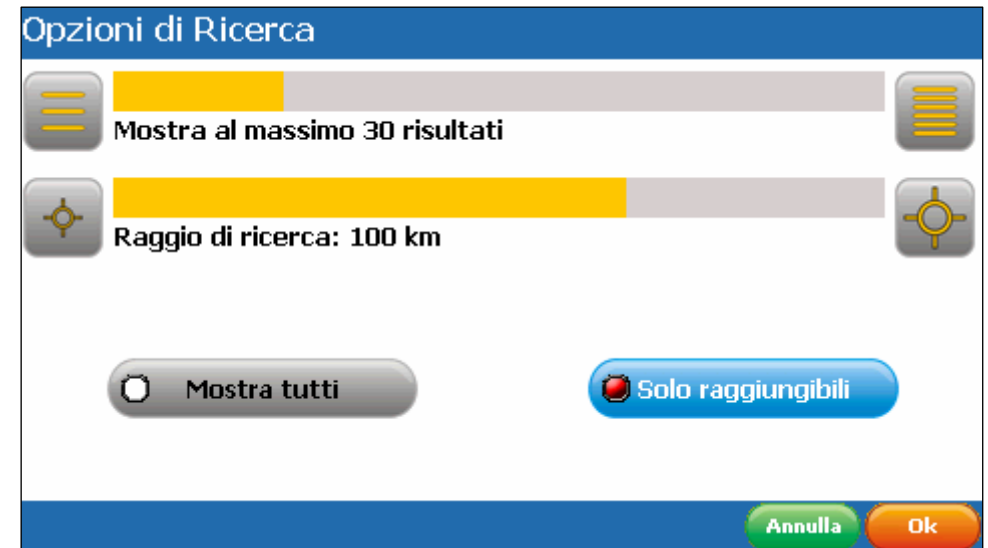 Opzioni di Ricerca
Mostra al massimo 30 risultati
Raggio di ricerca: 100 km
Mostra tutti
Solo raggiungibili
Annulla
Ok